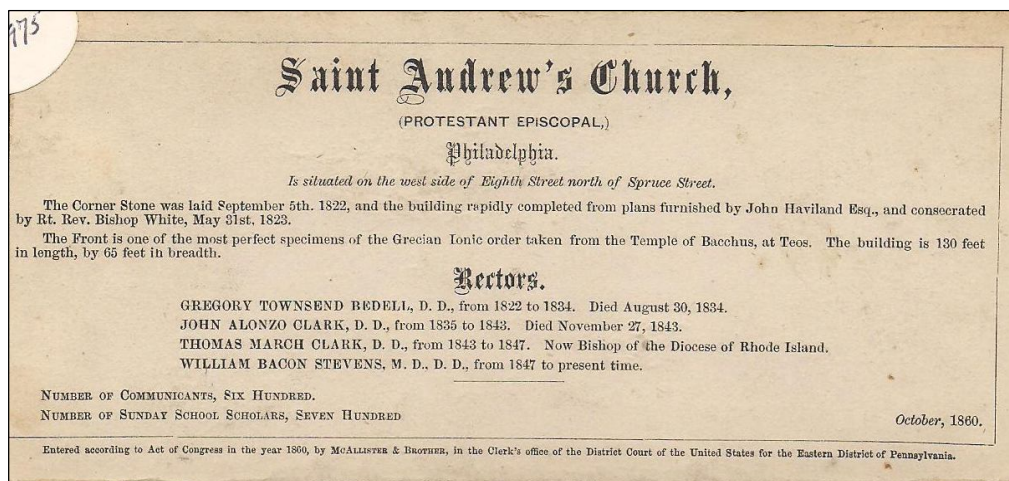 975
Saint Andrew's Church,
(PROTESTANT EPISCOPAL,)
Philadelphia.
Is situated on the west side of Eighth Street north of Spruce Street.
The Corner Stone was laid September 5th. 1822, and the building rapidly completed from plans furnished by John Haviland Esq., and consecrated
by Rt. Rev. Bishop White, May 31st. 1823.
The Front is one of the most perfect specimens of the Grecian Ionic order taken from the Temple of Bacchus, at Teos. The building is 130 feet
in length, by 65 feet in breadth.
Rectors.
GREGORY TOWNSEND BEDELL, D. D., from 1822 to 1834. Died August 30, 1834.
JOHN ALONZO CLARK, D. D., from 1835 to 1843. Died November 27, 1843.
THOMAS MARCH CLARK, D. D., from 1843 to 1847. Now Bishop of the Diocese of Rhode Island.
WILLIAM BACON STEVENS, M. D., D. D., from 1847 to present time.
NUMBER OF COMMUNICANTS, SIX HUNDRED.
NUMBER OF SUNDAY SCHOOL SCHOLARS, SEVEN HUNDRED
October, 1860.
Entered according to Act of Congress in the year 1860, by MCALLISTER & BROTHER, in the Clerk's office of the District Court of the United States for the Eastern District of Pennsylvania.